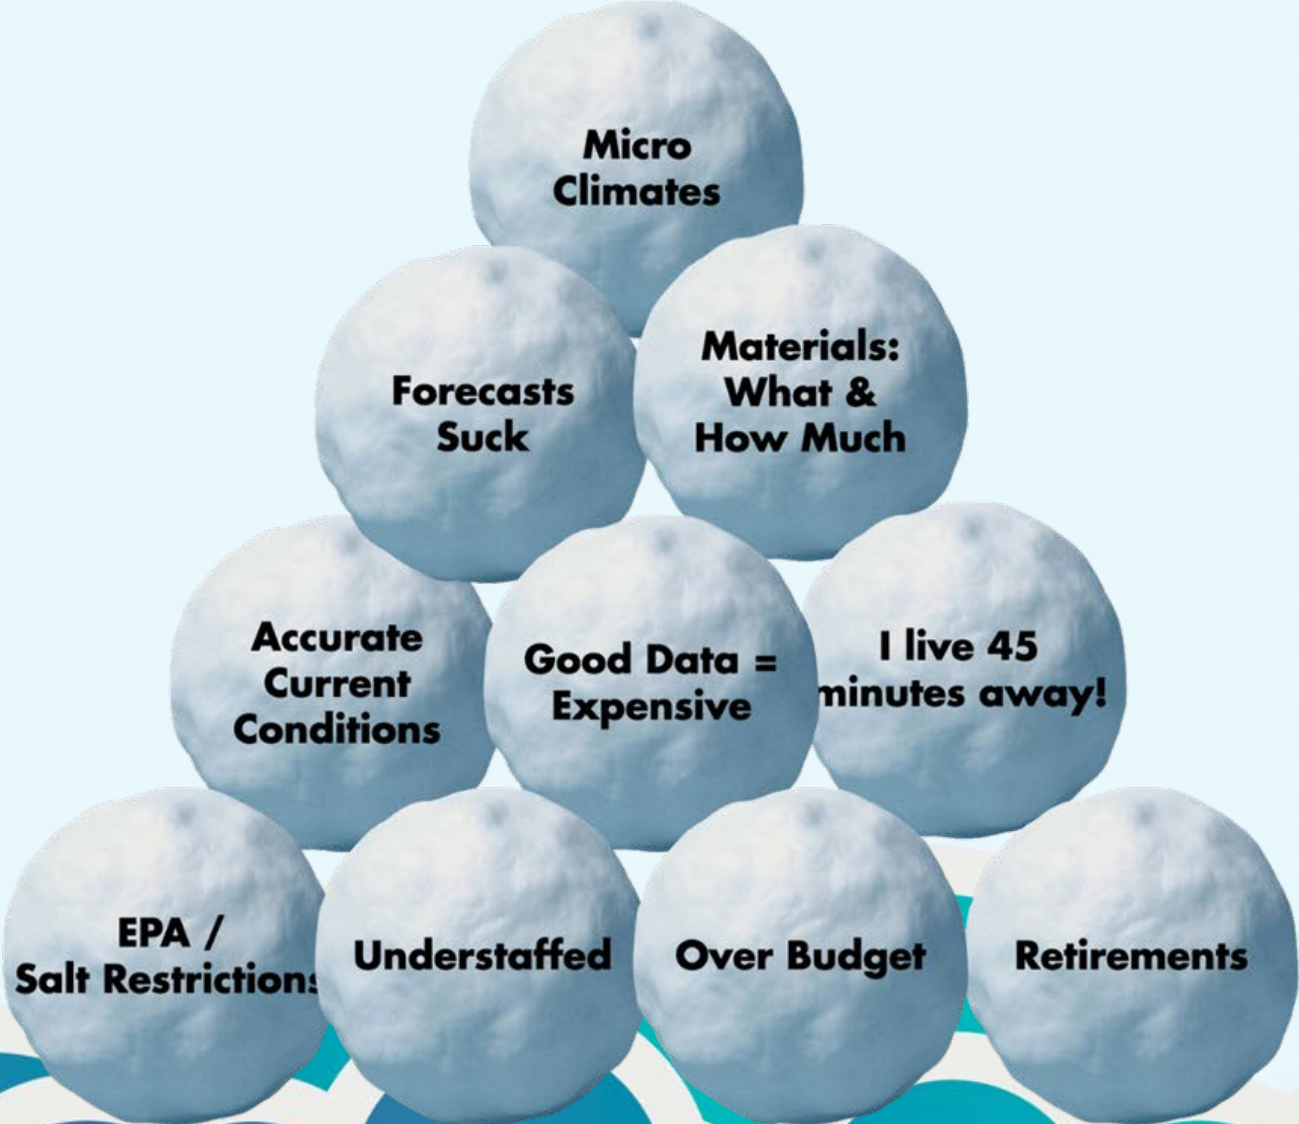 Micro
Climates
Forecasts
Suck
Materials:
What &
How Much
Accurate
Current
Conditions
Good Data =
Expensive
I live 45
minutes away!
EPA /
Salt Restrictions
Understaffed
Over Budget
Retirements